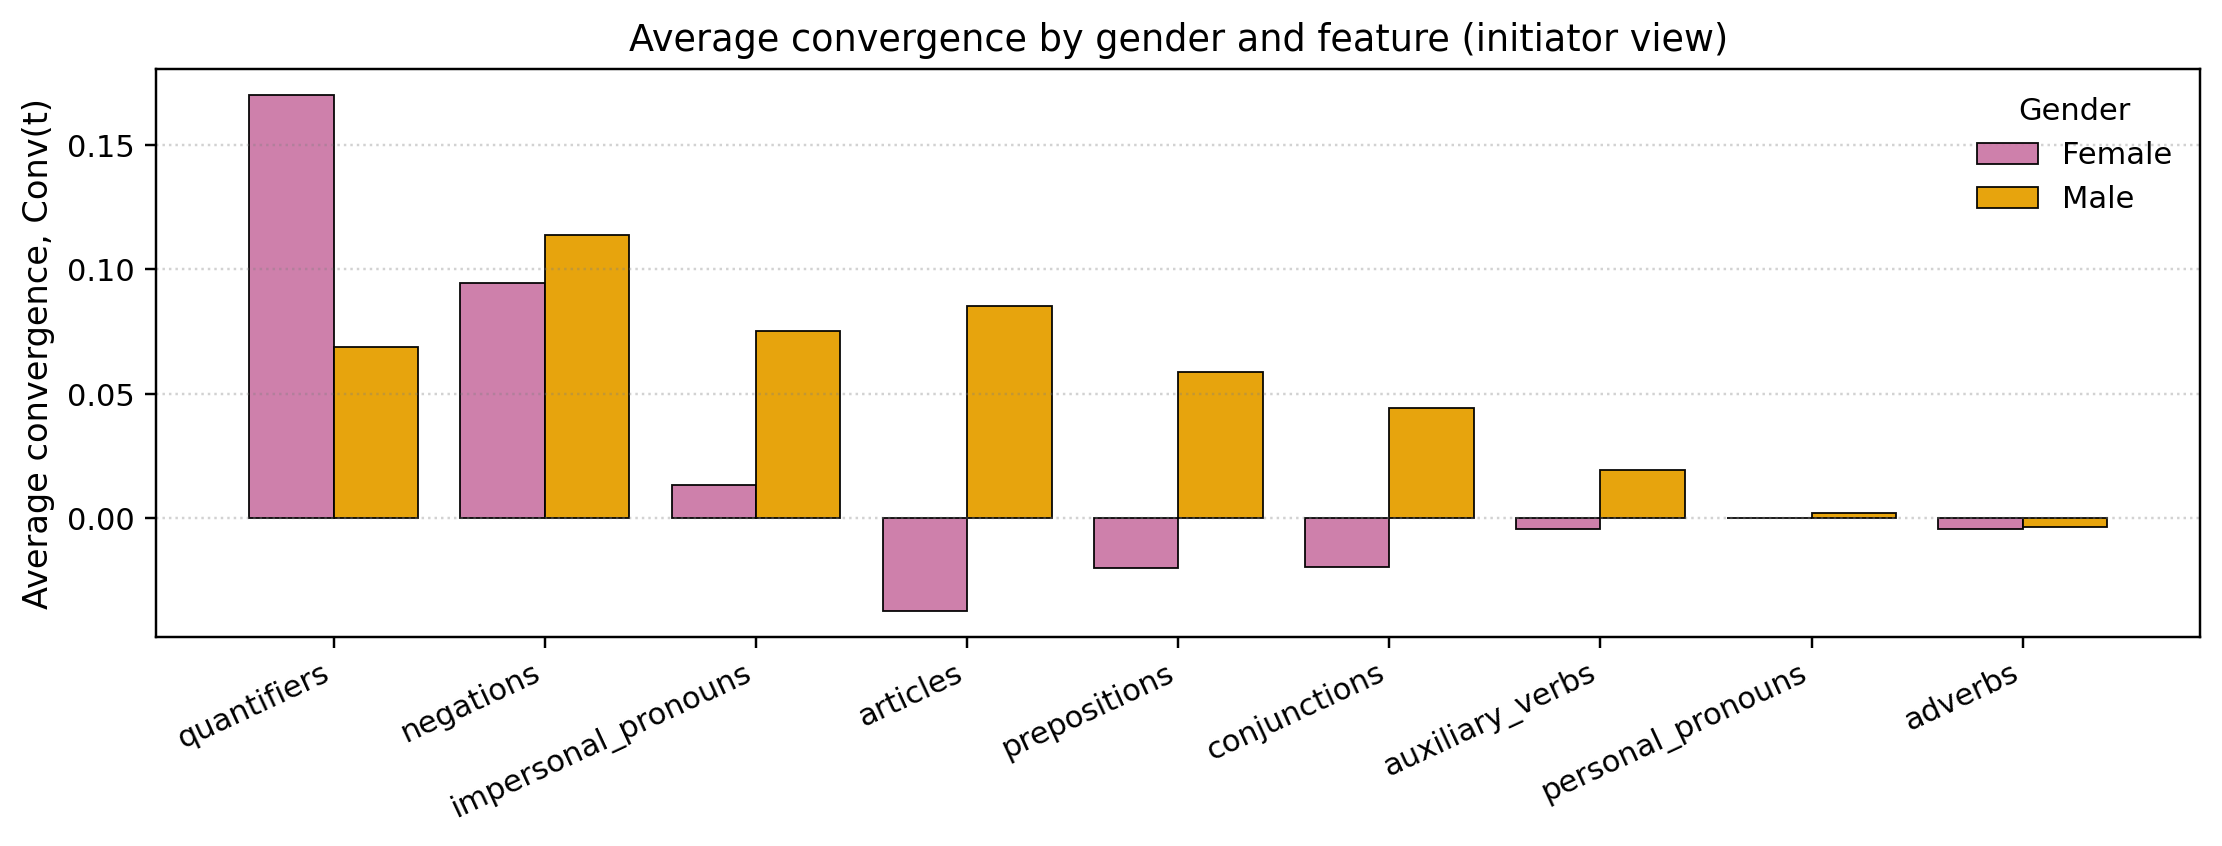 Average convergence by gender and feature (initiator view)
Average convergence, Conv(t)
0.15
0.10
0.05
0.00
Gender
Female
Male
quantifiers
negations
impersonal_pronouns
articles
prepositions
conjunctions
auxiliary_verbs
personal_pronouns
adverbs